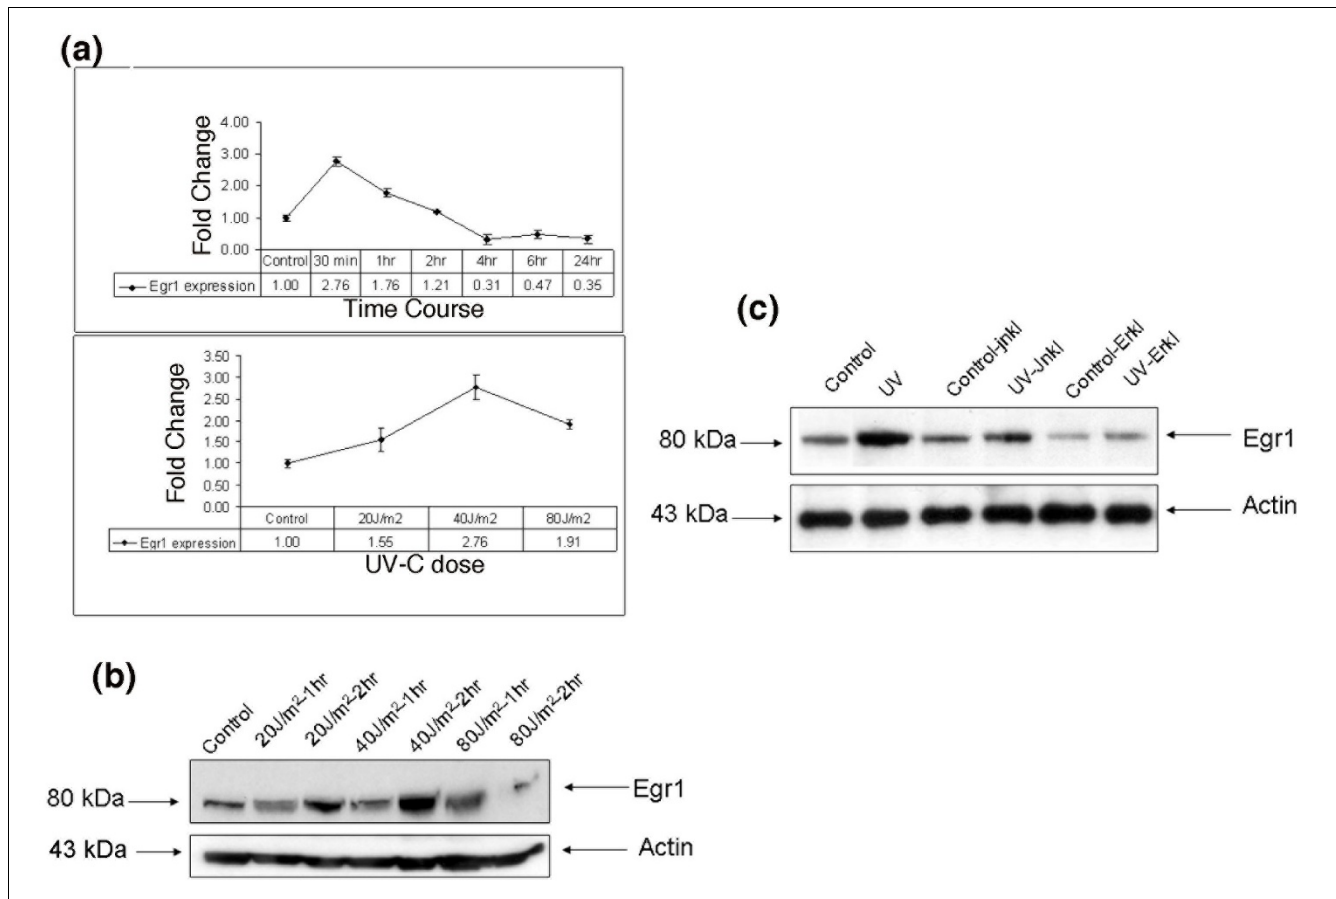 (a)
Fold Change
4.00
3.00
2.00
1.00
0.00
Control 30 min 1hr 2hr 4hr 6hr 24hr
Egr1 expression 1.00 2.76 1.76 1.21 0.31 0.47 0.35
Time Course
Fold Change
3.50
3.00
2.50
2.00
1.50
1.00
0.50
0.00
Control 20J/m2 40J/m2 80J/m2
Egr1 expression 1.00 1.55 2.76 1.91
UV-C dose
(b)
Control 20J/m²-1hr 20J/m²-2hr 40J/m²-1hr 40J/m²-2hr 80J/m²-1hr 80J/m²-2hr
80 kDa Egr1
43 kDa Actin
(c)
Control UV Control-jnkI UV-JnkI Control-ErkI UV-ErkI
80 kDa Egr1
43 kDa Actin